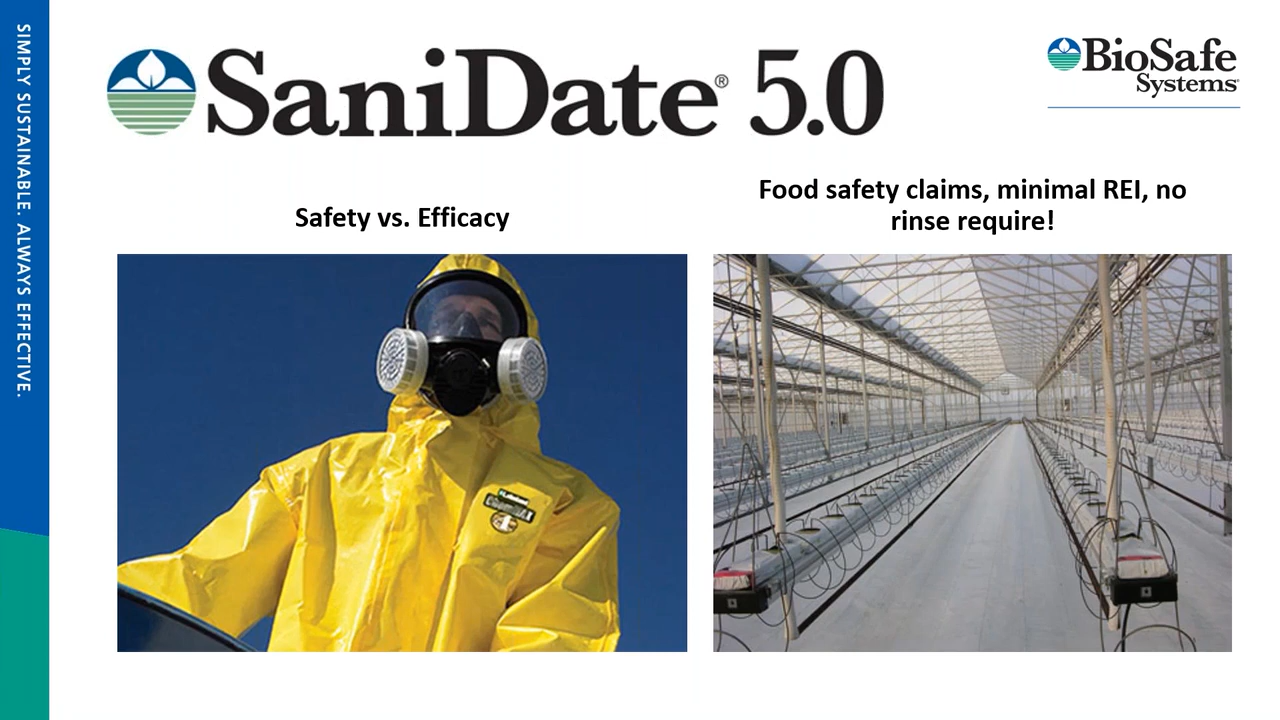 SIMPLY SUSTAINABLE. ALWAYS EFFECTIVE.
SaniDate® 5.0
BioSafe
Systems®
Safety vs. Efficacy
Food safety claims, minimal REI, no
rinse require!